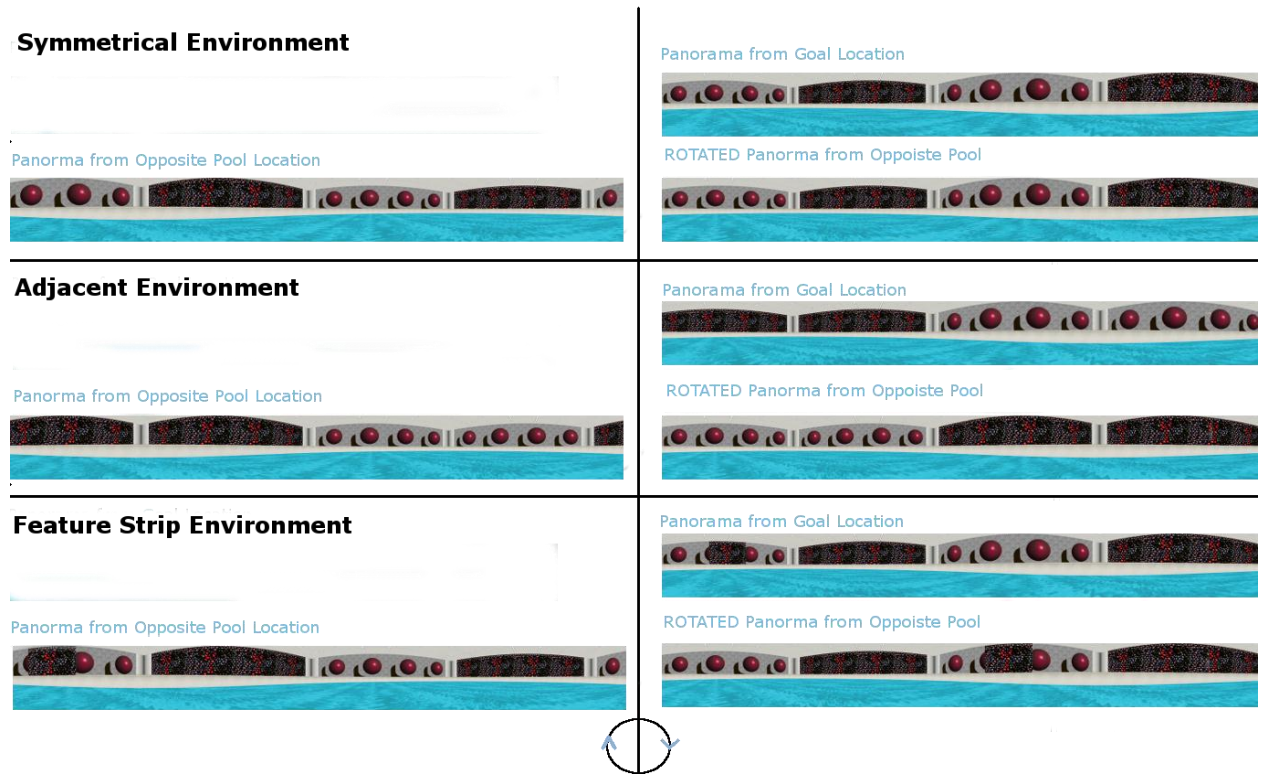 Symmetrical Environment
Panorma from Opposite Pool Location
Panorama from Goal Location
ROTATED Panorma from Oppoiste Pool
Adjacent Environment
Panorma from Opposite Pool Location
Panorama from Goal Location
ROTATED Panorma from Oppoiste Pool
Feature Strip Environment
Panorma from Opposite Pool Location
Panorama from Goal Location
ROTATED Panorma from Oppoiste Pool